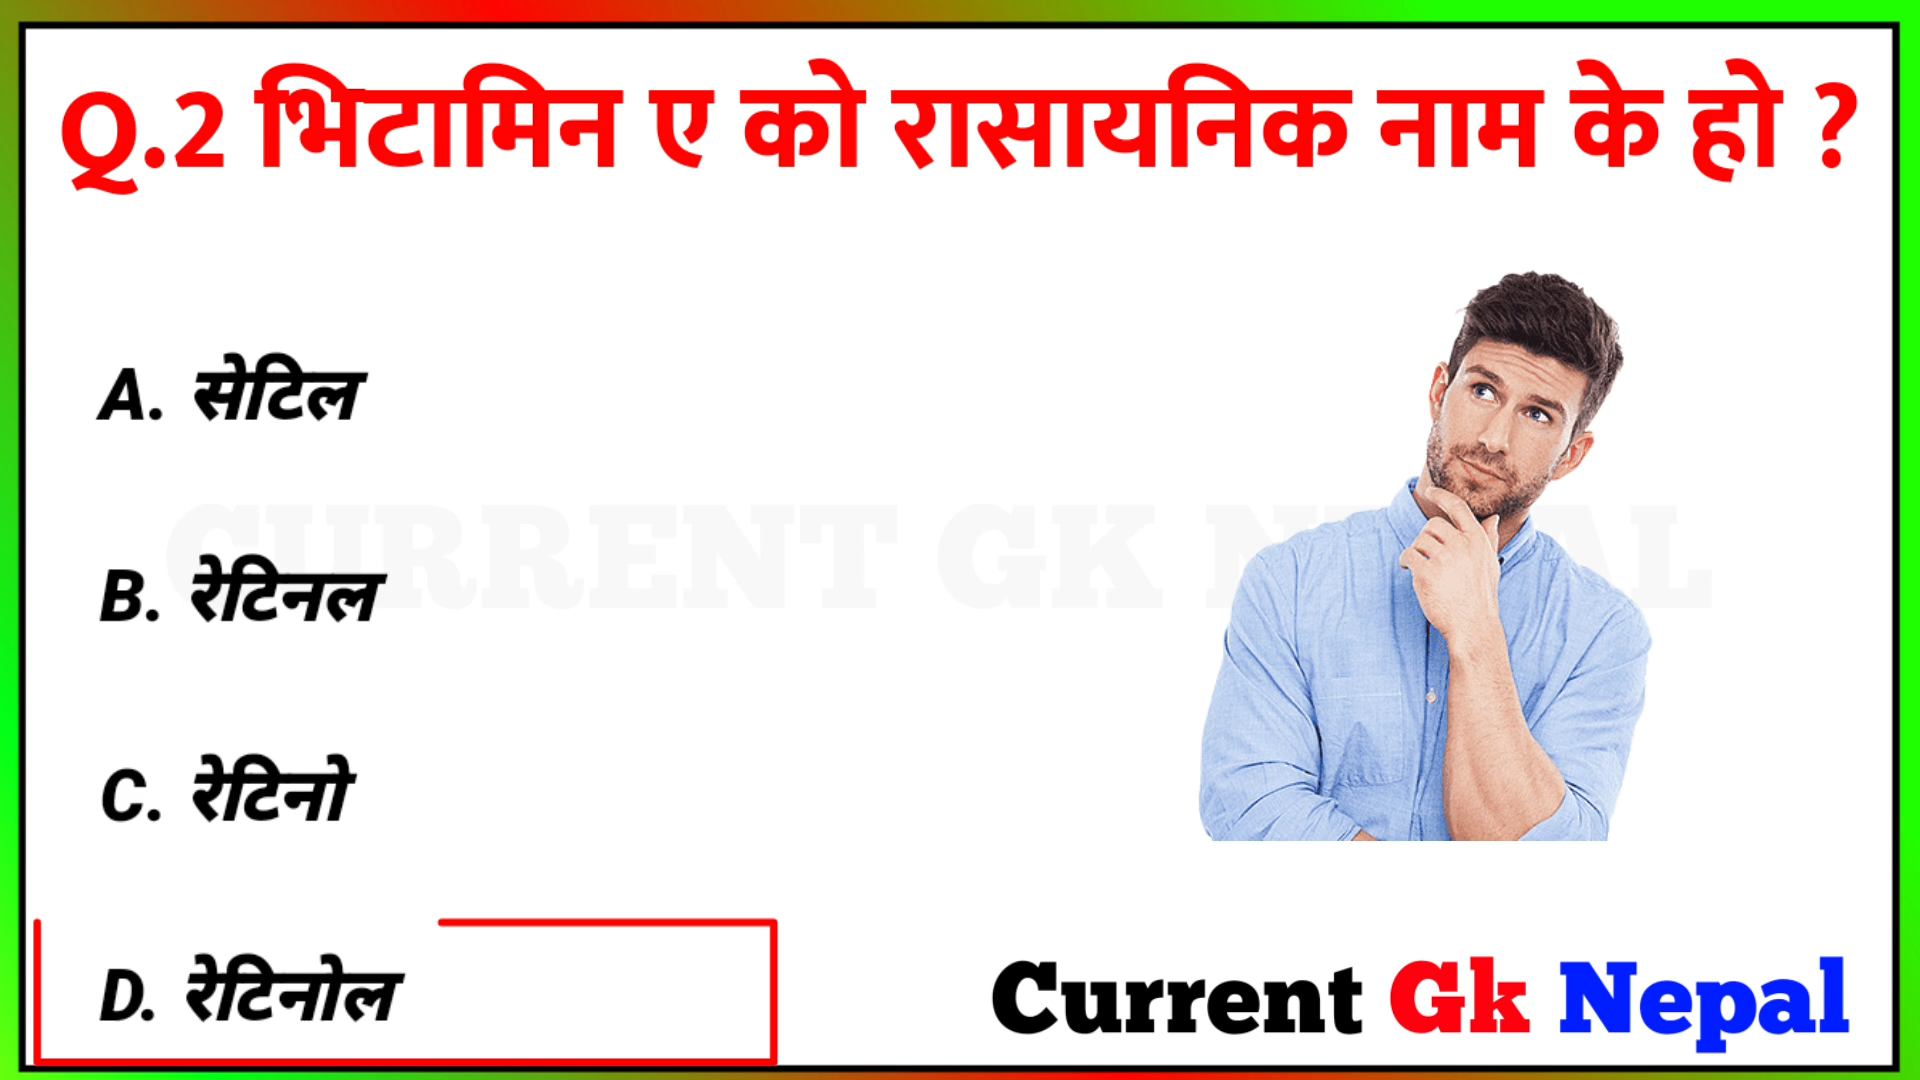 Q.2 भिटामिन ए को रासायनिक नाम के हो ?
A. सेटिल
B. रेटिनल
CURRENT GK NEPAL
C. रेटिनो
D. रेटिनोल
Current Gk Nepal